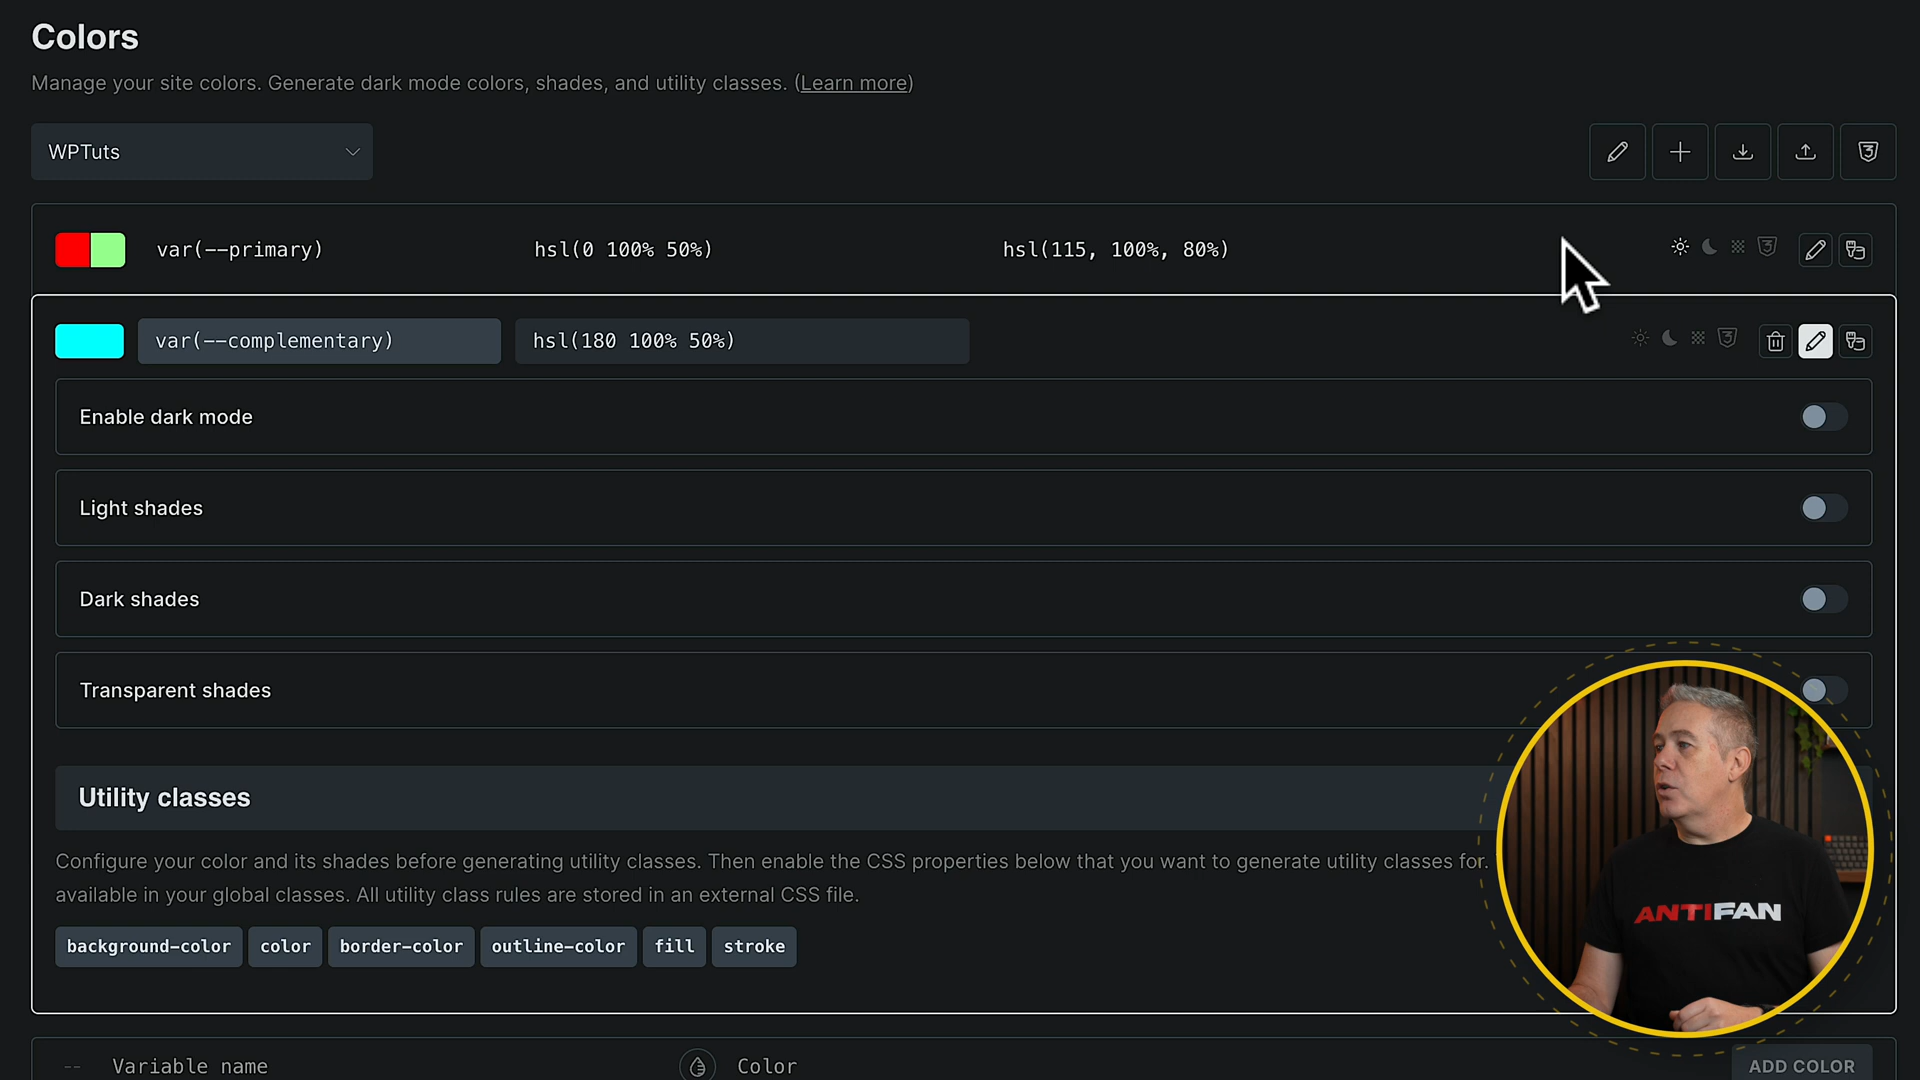 Colors
Manage your site colors. Generate dark mode colors, shades, and utility classes. (Learn more)
WPTuts
var(--primary) hsl(0 100% 50%) hsl(115, 100%, 80%)
var(--complementary) hsl(180 100% 50%)
Enable dark mode
Light shades
Dark shades
Transparent shades
Utility classes
Configure your color and its shades before generating utility classes. Then enable the CSS properties below that you want to generate utility classes for.
available in your global classes. All utility class rules are stored in an external CSS file.
background-color color border-color outline-color fill stroke
ANTIFAN
-- Variable name Color ADD COLOR